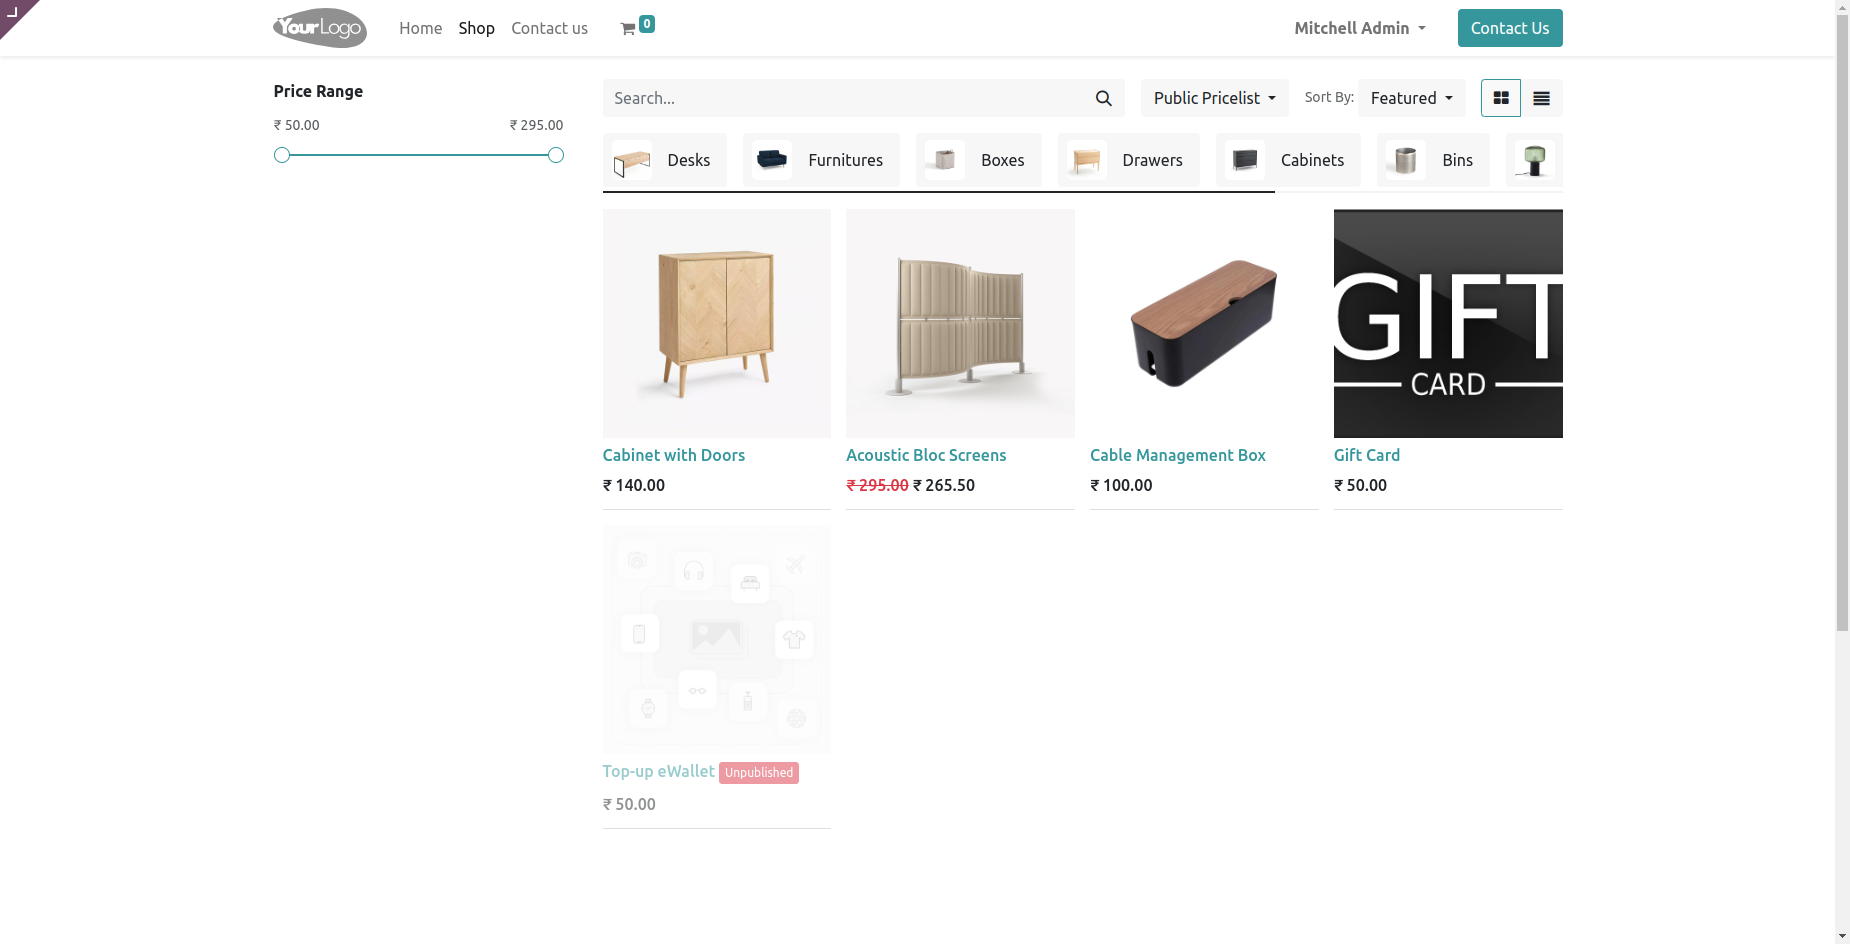 YourLogo
Home
Shop
Contact us
0
Mitchell Admin
Contact Us
Price Range
₹ 50.00
₹ 295.00
Search...
Public Pricelist
Sort By:
Featured
Desks
Furnitures
Boxes
Drawers
Cabinets
Bins
GIFT
CARD
Cabinet with Doors
Acoustic Bloc Screens
Cable Management Box
Gift Card
₹ 140.00
₹ 295.00 ₹ 265.50
₹ 100.00
₹ 50.00
Top-up eWallet Unpublished
₹ 50.00